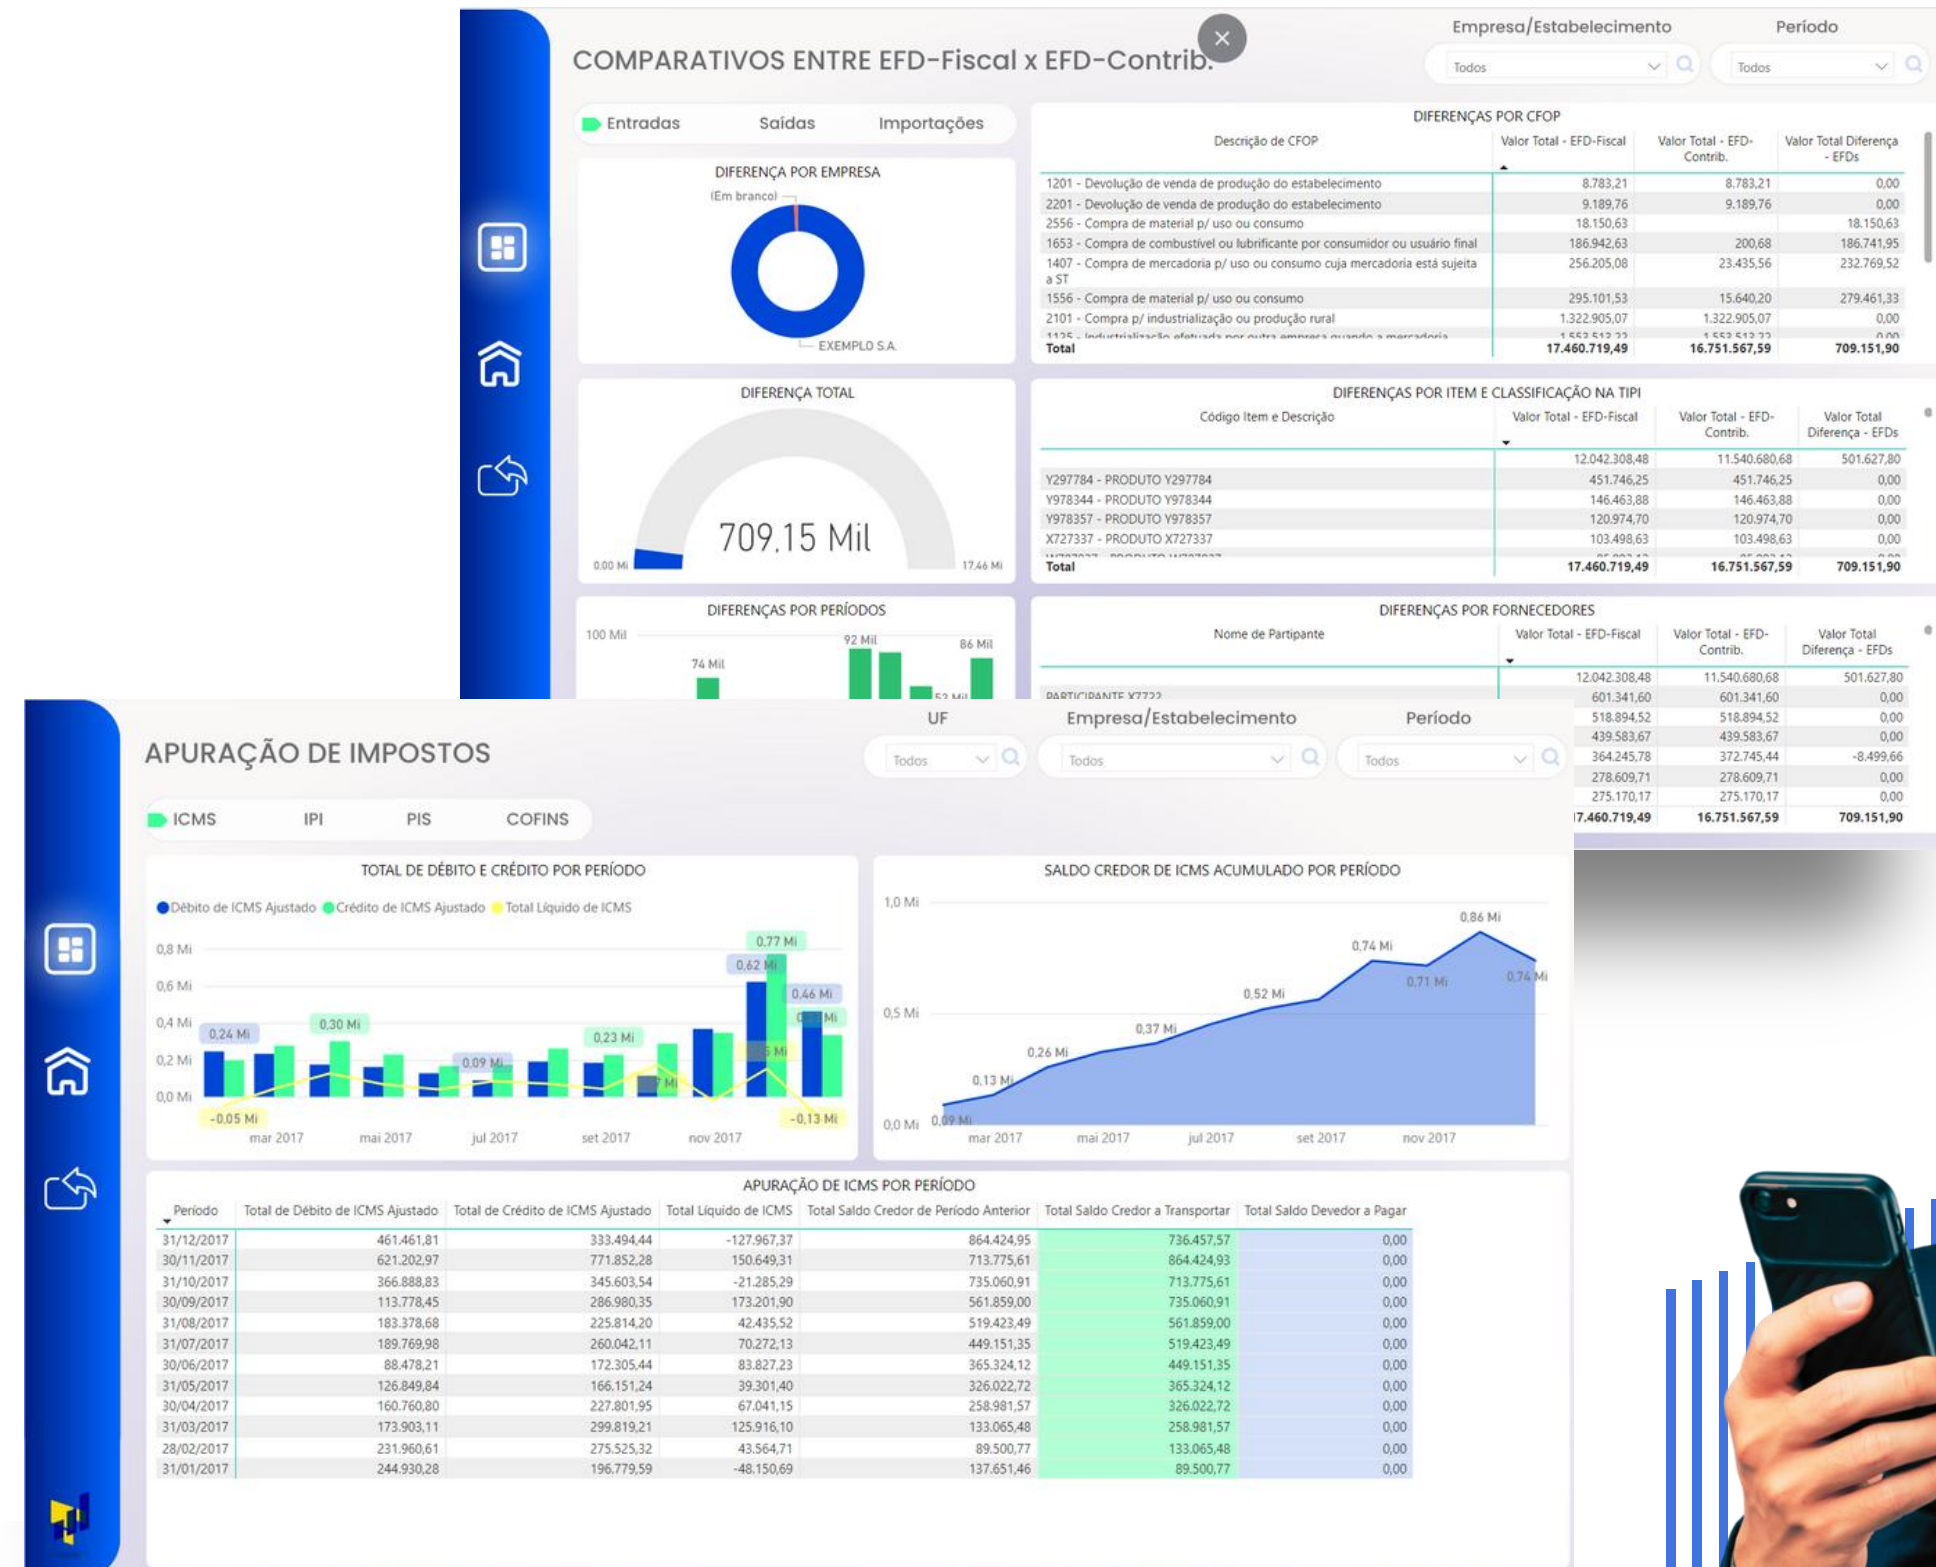 COMPARATIVOS ENTRE EFD-Fiscal x EFD-Contrib.
Empresa/Estabelecimento
Período
Todos
Todos
Entradas
Saídas
Importações
DIFERENÇA POR EMPRESA
(Em branco)
EXEMPLO S.A.
DIFERENÇA TOTAL
709,15 Mil
0,00 Mi
17,46 Mi
DIFERENÇAS POR PERÍODOS
100 Mil
74 Mil
92 Mil
86 Mil
DIFERENÇAS POR CFOP
Descrição de CFOP Valor Total - EFD-Fiscal Valor Total - EFD- Valor Total Diferença
Contrib. - EFDs
1201 - Devolução de venda de produção do estabelecimento 8.783,21 8.783,21 0,00
2201 - Devolução de venda de produção do estabelecimento 9.189,76 9.189,76 0,00
2556 - Compra de material p/ uso ou consumo 18.150,63 18.150,63
1653 - Compra de combustível ou lubrificante por consumidor ou usuário final 186.942,63 200,68 186.741,95
1407 - Compra de mercadoria p/ uso ou consumo cuja mercadoria está sujeita 256.205,08 23.435,56 232.769,52
a ST
1556 - Compra de material p/ uso ou consumo 295.101,53 15.640,20 279.461,33
2101 - Compra p/ industrialização ou produção rural 1.322.905,07 1.322.905,07 0,00
1125 - Industrialização efetuada por outra empresa quando a mercadoria 1.553.513,22 1.553.513,22 0,00
Total 17.460.719,49 16.751.567,59 709.151,90
DIFERENÇAS POR ITEM E CLASSIFICAÇÃO NA TIPI
Código Item e Descrição Valor Total - EFD-Fiscal Valor Total - EFD- Valor Total
Contrib. Diferença - EFDs
12.042.308,48 11.540.680,68 501.627,80
Y297784 - PRODUTO Y297784 451.746,25 451.746,25 0,00
Y978344 - PRODUTO Y978344 146.463,88 146.463,88 0,00
Y978357 - PRODUTO Y978357 120.974,70 120.974,70 0,00
X727337 - PRODUTO X727337 103.498,63 103.498,63 0,00
Total 17.460.719,49 16.751.567,59 709.151,90
DIFERENÇAS POR FORNECEDORES
Nome de Partipante Valor Total - EFD-Fiscal Valor Total - EFD- Valor Total
Contrib. Diferença - EFDs
12.042.308,48 11.540.680,68 501.627,80
PARTICIPANTE X7722 601.341,60 601.341,60 0,00
518.894,52 518.894,52 0,00
439.583,67 439.583,67 0,00
364.245,78 372.745,44 -8.499,66
278.609,71 278.609,71 0,00
275.170,17 275.170,17 0,00
17.460.719,49 16.751.567,59 709.151,90
APURAÇÃO DE IMPOSTOS
UF
Empresa/Estabelecimento
Período
Todos
Todos
Todos
ICMS
IPI
PIS
COFINS
TOTAL DE DÉBITO E CRÉDITO POR PERÍODO
Débito de ICMS Ajustado Crédito de ICMS Ajustado Total Líquido de ICMS
0,8 Mi
0,6 Mi
0,4 Mi
0,2 Mi
0,0 Mi
0,24 Mi
0,30 Mi
0,09 Mi
0,23 Mi
0,62 Mi
0,77 Mi
0,46 Mi
-0,05 Mi
-0,13 Mi
mar 2017 mai 2017 jul 2017 set 2017 nov 2017
SALDO CREDOR DE ICMS ACUMULADO POR PERÍODO
1,0 Mi
0,5 Mi
0,0 Mi
0,09 Mi
0,13 Mi
0,26 Mi
0,37 Mi
0,52 Mi
0,74 Mi
0,71 Mi
0,86 Mi
0,74 Mi
mar 2017 mai 2017 jul 2017 set 2017 nov 2017
APURAÇÃO DE ICMS POR PERÍODO
Período Total de Débito de ICMS Ajustado Total de Crédito de ICMS Ajustado Total Líquido de ICMS Total Saldo Credor de Período Anterior Total Saldo Credor a Transportar Total Saldo Devedor a Pagar
31/12/2017 461.461,81 333.494,44 -127.967,37 864.424,95 736.457,57 0,00
30/11/2017 621.202,97 771.852,28 150.649,31 713.775,61 864.424,93 0,00
31/10/2017 366.888,83 345.603,54 -21.285,29 735.060,91 713.775,61 0,00
30/09/2017 113.778,45 286.980,35 173.201,90 561.859,00 735.060,91 0,00
31/08/2017 183.378,68 225.814,20 42.435,52 519.423,49 561.859,00 0,00
31/07/2017 189.769,98 260.042,11 70.272,13 449.151,35 519.423,49 0,00
30/06/2017 88.478,21 172.305,44 83.827,23 365.324,12 449.151,35 0,00
31/05/2017 126.849,84 166.151,24 39.301,40 326.022,72 365.324,12 0,00
30/04/2017 160.760,80 227.801,95 67.041,15 258.981,57 326.022,72 0,00
31/03/2017 173.903,11 299.819,21 125.916,10 133.065,48 258.981,57 0,00
28/02/2017 231.960,61 275.525,32 43.564,71 89.500,77 133.065,48 0,00
31/01/2017 244.930,28 196.779,59 -48.150,69 137.651,46 89.500,77 0,00